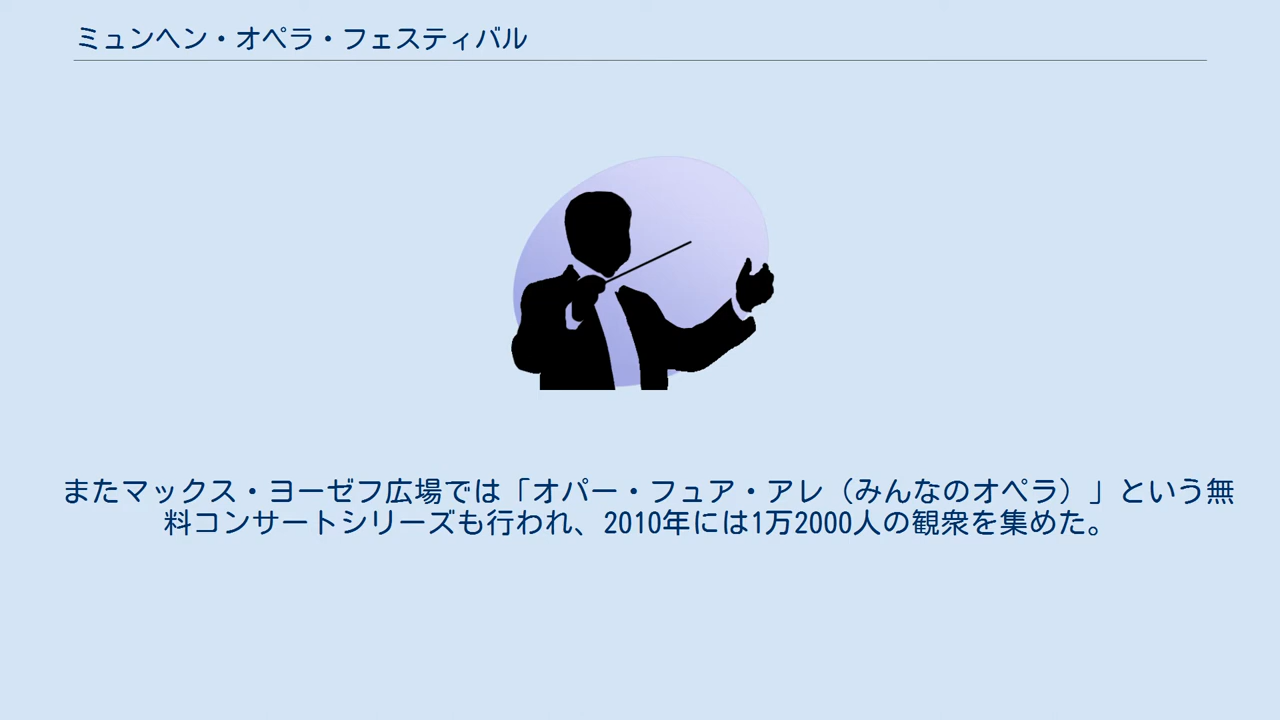 ミュンヘン・オペラ・フェスティバル
またマックス・ヨーゼフ広場では「オパー・フュア・アレ（みんなのオペラ）」という無
料コンサートシリーズも行われ、2010年には1万2000人の観衆を集めた。